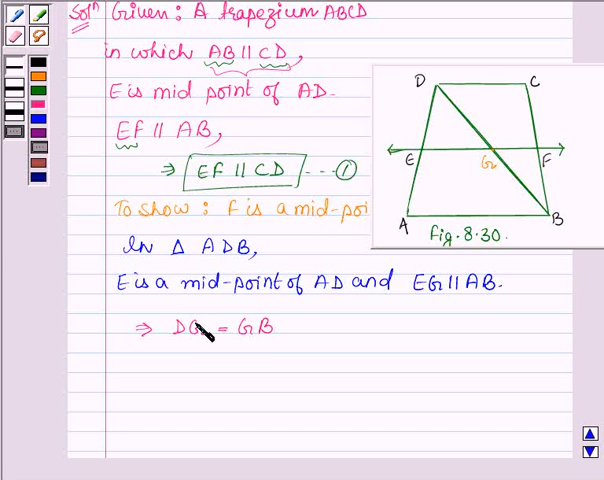 Solⁿ Given : A trapezium ABCD
in which AB || CD,
E is mid point of AD.
EF || AB,
⇒ EF || CD ---- ①
To show : F is a mid-poi
In Δ ADB,
E is a mid-point of AD and EG || AB.
⇒ DG = GB
D C
E G F
A B
Fig. 8.30.